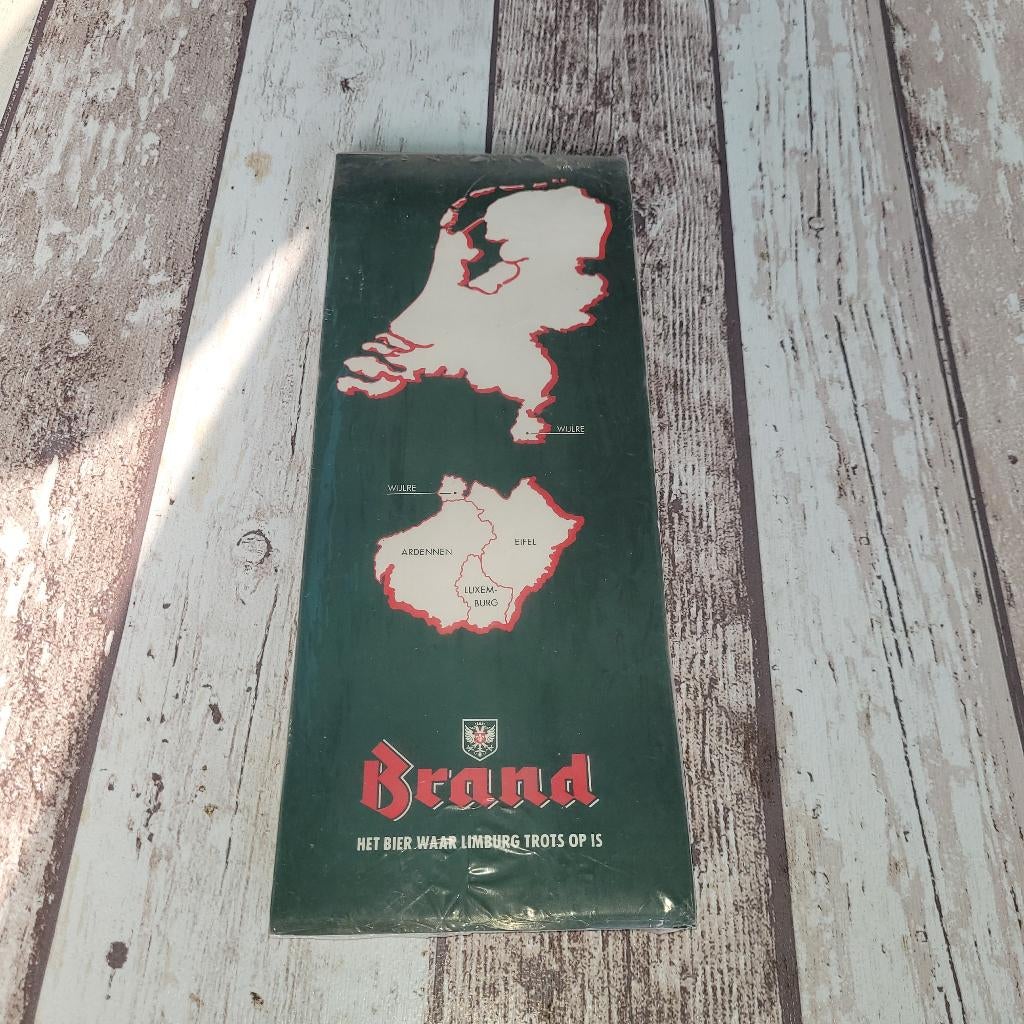 WIJLRE
WIJLRE
ARDENNEN
EIFEL
LUXEM-
BURG
Brand
HET BIER WAAR LIMBURG TROTS OP IS